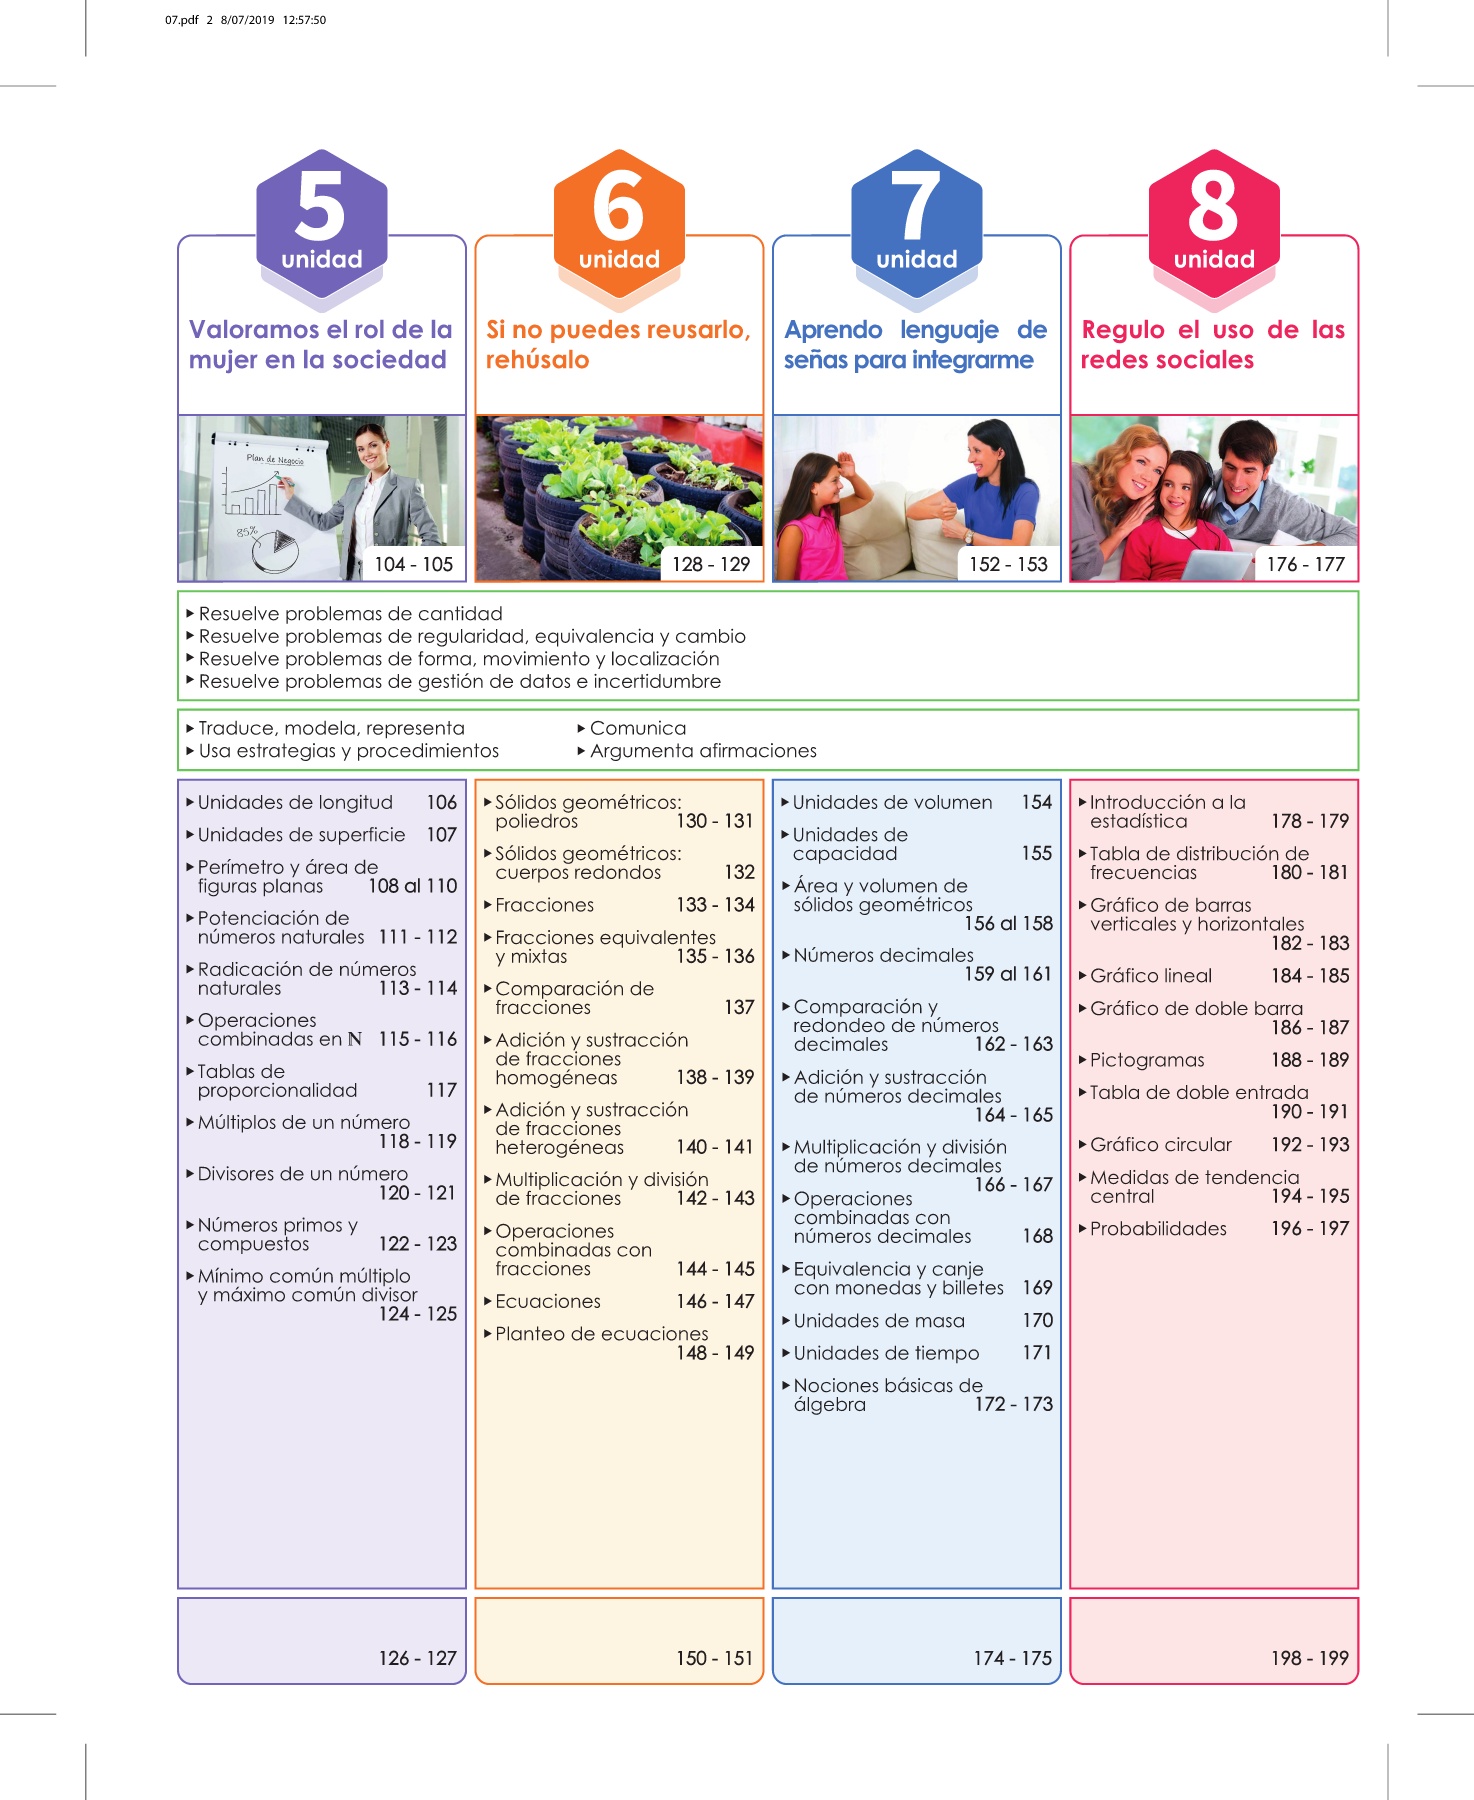 07.pdf 2 8/07/2019 12:57:50
5
unidad
Valoramos el rol de la
mujer en la sociedad
Plan de Negocio
85%
104 - 105
6
unidad
Si no puedes reusarlo,
rehúsalo
128 - 129
7
unidad
Aprendo lenguaje de
señas para integrarme
152 - 153
8
unidad
Regulo el uso de las
redes sociales
176 - 177
Resuelve problemas de cantidad
Resuelve problemas de regularidad, equivalencia y cambio
Resuelve problemas de forma, movimiento y localización
Resuelve problemas de gestión de datos e incertidumbre
Traduce, modela, representa
Usa estrategias y procedimientos
Comunica
Argumenta afirmaciones
Unidades de longitud 106
Unidades de superficie 107
Perímetro y área de
figuras planas 108 al 110
Potenciación de
números naturales 111 - 112
Radicación de números
naturales 113 - 114
Operaciones
combinadas en N 115 - 116
Tablas de
proporcionalidad 117
Múltiplos de un número
118 - 119
Divisores de un número
120 - 121
Números primos y
compuestos 122 - 123
Mínimo común múltiplo
y máximo común divisor
124 - 125
126 - 127
Sólidos geométricos:
poliedros 130 - 131
Sólidos geométricos:
cuerpos redondos 132
Fracciones 133 - 134
Fracciones equivalentes
y mixtas 135 - 136
Comparación de
fracciones 137
Adición y sustracción
de fracciones
homogéneas 138 - 139
Adición y sustracción
de fracciones
heterogéneas 140 - 141
Multiplicación y división
de fracciones 142 - 143
Operaciones
combinadas con
fracciones 144 - 145
Ecuaciones 146 - 147
Planteo de ecuaciones
148 - 149
150 - 151
Unidades de volumen 154
Unidades de
capacidad 155
Área y volumen de
sólidos geométricos
156 al 158
Números decimales
159 al 161
Comparación y
redondeo de números
decimales 162 - 163
Adición y sustracción
de números decimales
164 - 165
Multiplicación y división
de números decimales
166 - 167
Operaciones
combinadas con
números decimales 168
Equivalencia y canje
con monedas y billetes 169
Unidades de masa 170
Unidades de tiempo 171
Nociones básicas de
álgebra 172 - 173
174 - 175
Introducción a la
estadística 178 - 179
Tabla de distribución de
frecuencias 180 - 181
Gráfico de barras
verticales y horizontales
182 - 183
Gráfico lineal 184 - 185
Gráfico de doble barra
186 - 187
Pictogramas 188 - 189
Tabla de doble entrada
190 - 191
Gráfico circular 192 - 193
Medidas de tendencia
central 194 - 195
Probabilidades 196 - 197
198 - 199